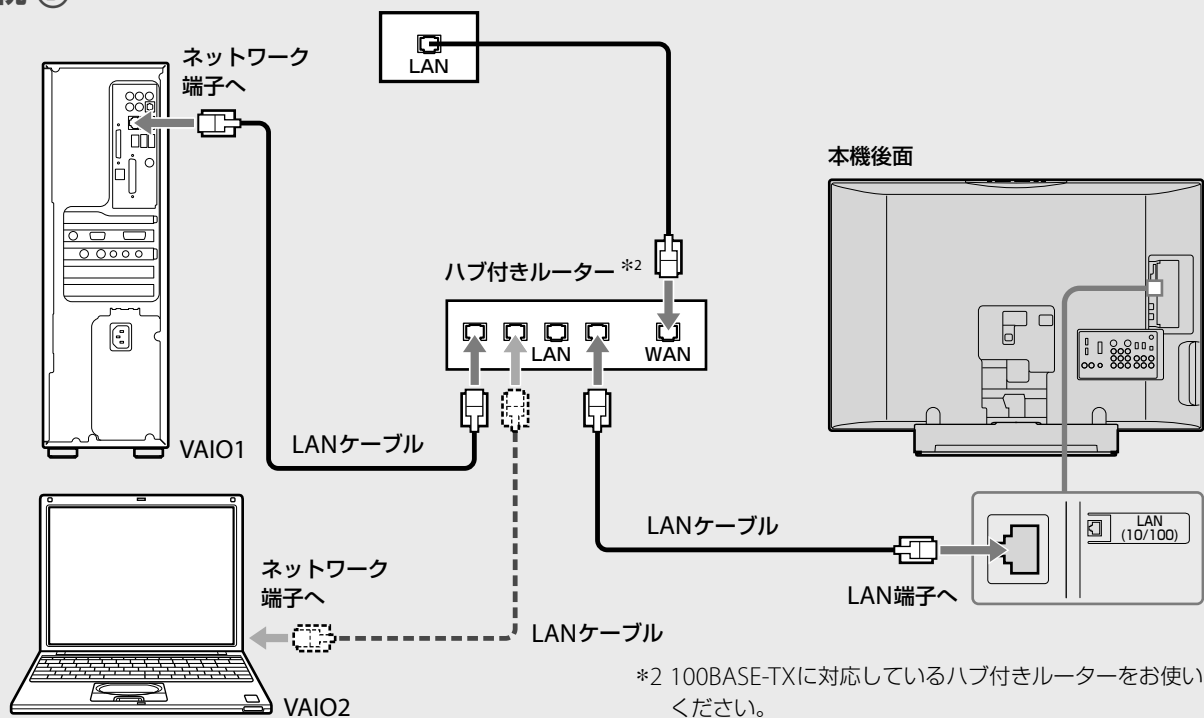 ネットワーク
端子へ
LAN
本機後面
ハブ付きルーター *2
LAN
WAN
VAIO1
LANケーブル
LANケーブル
LAN
(10/100)
LAN端子へ
ネットワーク
端子へ
LANケーブル
VAIO2
*2 100BASE-TXに対応しているハブ付きルーターをお使い
ください。